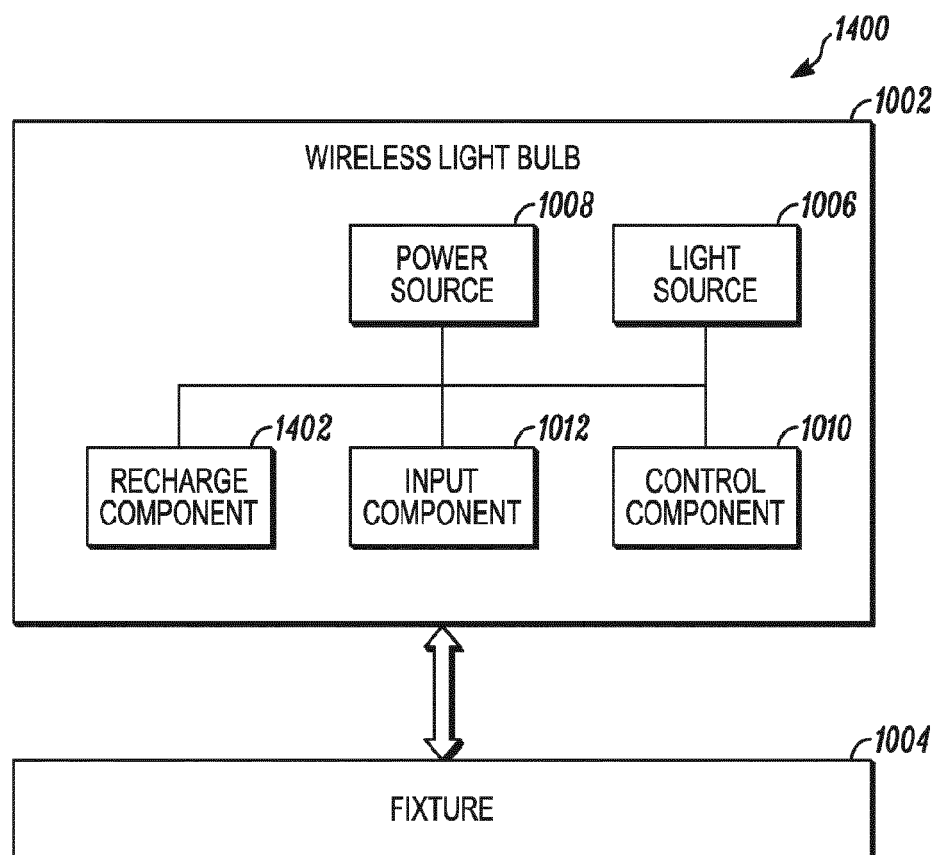 1400
1002
WIRELESS LIGHT BULB
1008
1006
POWER
SOURCE
LIGHT
SOURCE
1402
1012
1010
RECHARGE
COMPONENT
INPUT
COMPONENT
CONTROL
COMPONENT
1004
FIXTURE